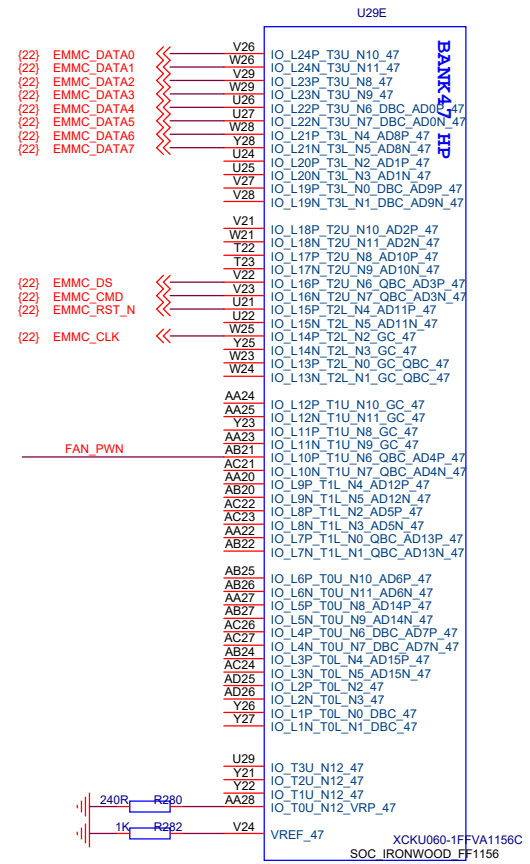 U29E
BANK47 HP
{22} EMMC_DATA0 V26 IO_L24P_T3U_N10_47
{22} EMMC_DATA1 W26 IO_L24N_T3U_N11_47
{22} EMMC_DATA2 V29 IO_L23P_T3U_N8_47
{22} EMMC_DATA3 W29 IO_L23N_T3U_N9_47
{22} EMMC_DATA4 U26 IO_L22P_T3U_N6_DBC_AD0P_47
{22} EMMC_DATA5 U27 IO_L22N_T3U_N7_DBC_AD0N_47
{22} EMMC_DATA6 W28 IO_L21P_T3L_N4_AD8P_47
{22} EMMC_DATA7 Y28 IO_L21N_T3L_N5_AD8N_47
U24 IO_L20P_T3L_N2_AD1P_47
U25 IO_L20N_T3L_N3_AD1N_47
V27 IO_L19P_T3L_N0_DBC_AD9P_47
V28 IO_L19N_T3L_N1_DBC_AD9N_47
V21 IO_L18P_T2U_N10_AD2P_47
W21 IO_L18N_T2U_N11_AD2N_47
T22 IO_L17P_T2U_N8_AD10P_47
T23 IO_L17N_T2U_N9_AD10N_47
{22} EMMC_DS V22 IO_L16P_T2U_N6_QBC_AD3P_47
{22} EMMC_CMD V23 IO_L16N_T2U_N7_QBC_AD3N_47
{22} EMMC_RST_N U21 IO_L15P_T2L_N4_AD11P_47
U22 IO_L15N_T2L_N5_AD11N_47
{22} EMMC_CLK W25 IO_L14P_T2L_N2_GC_47
Y25 IO_L14N_T2L_N3_GC_47
W23 IO_L13P_T2L_N0_GC_QBC_47
W24 IO_L13N_T2L_N1_GC_QBC_47
AA24 IO_L12P_T1U_N10_GC_47
AA25 IO_L12N_T1U_N11_GC_47
Y23 IO_L11P_T1U_N8_GC_47
AA23 IO_L11N_T1U_N9_GC_47
FAN_PWN AB21 IO_L10P_T1U_N6_QBC_AD4P_47
AC21 IO_L10N_T1U_N7_QBC_AD4N_47
AA20 IO_L9P_T1L_N4_AD12P_47
AB20 IO_L9N_T1L_N5_AD12N_47
AC22 IO_L8P_T1L_N2_AD5P_47
AC23 IO_L8N_T1L_N3_AD5N_47
AA22 IO_L7P_T1L_N0_QBC_AD13P_47
AB22 IO_L7N_T1L_N1_QBC_AD13N_47
AB25 IO_L6P_T0U_N10_AD6P_47
AB26 IO_L6N_T0U_N11_AD6N_47
AA27 IO_L5P_T0U_N8_AD14P_47
AB27 IO_L5N_T0U_N9_AD14N_47
AC26 IO_L4P_T0U_N6_DBC_AD7P_47
AC27 IO_L4N_T0U_N7_DBC_AD7N_47
AB24 IO_L3P_T0L_N4_AD15P_47
AC24 IO_L3N_T0L_N5_AD15N_47
AD25 IO_L2P_T0L_N2_47
AD26 IO_L2N_T0L_N3_47
Y26 IO_L1P_T0L_N0_DBC_47
Y27 IO_L1N_T0L_N1_DBC_47
U29 IO_T3U_N12_47
Y21 IO_T2U_N12_47
Y22 IO_T1U_N12_47
240R R280 AA28 IO_T0U_N12_VRP_47
1K R282 V24 VREF_47
XCKU060-1FFVA1156C
SOC_IRONWOOD_FF1156